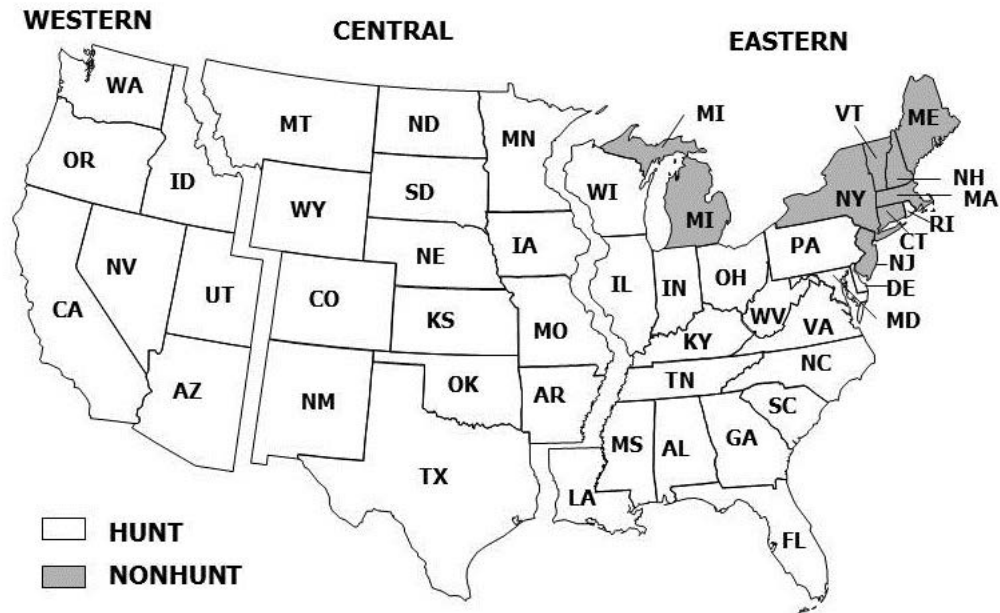 WESTERN
CENTRAL
EASTERN
WA
MT
ND
MN
MI
VT
ME
OR
ID
SD
WI
NH
MA
WY
MI
NY
RI
CT
NV
IA
NE
PA
NJ
UT
CO
IL
IN
OH
DE
CA
KS
MO
WV
VA
MD
KY
NC
AZ
NM
OK
AR
TN
SC
TX
MS
AL
GA
LA
FL
HUNT
NONHUNT